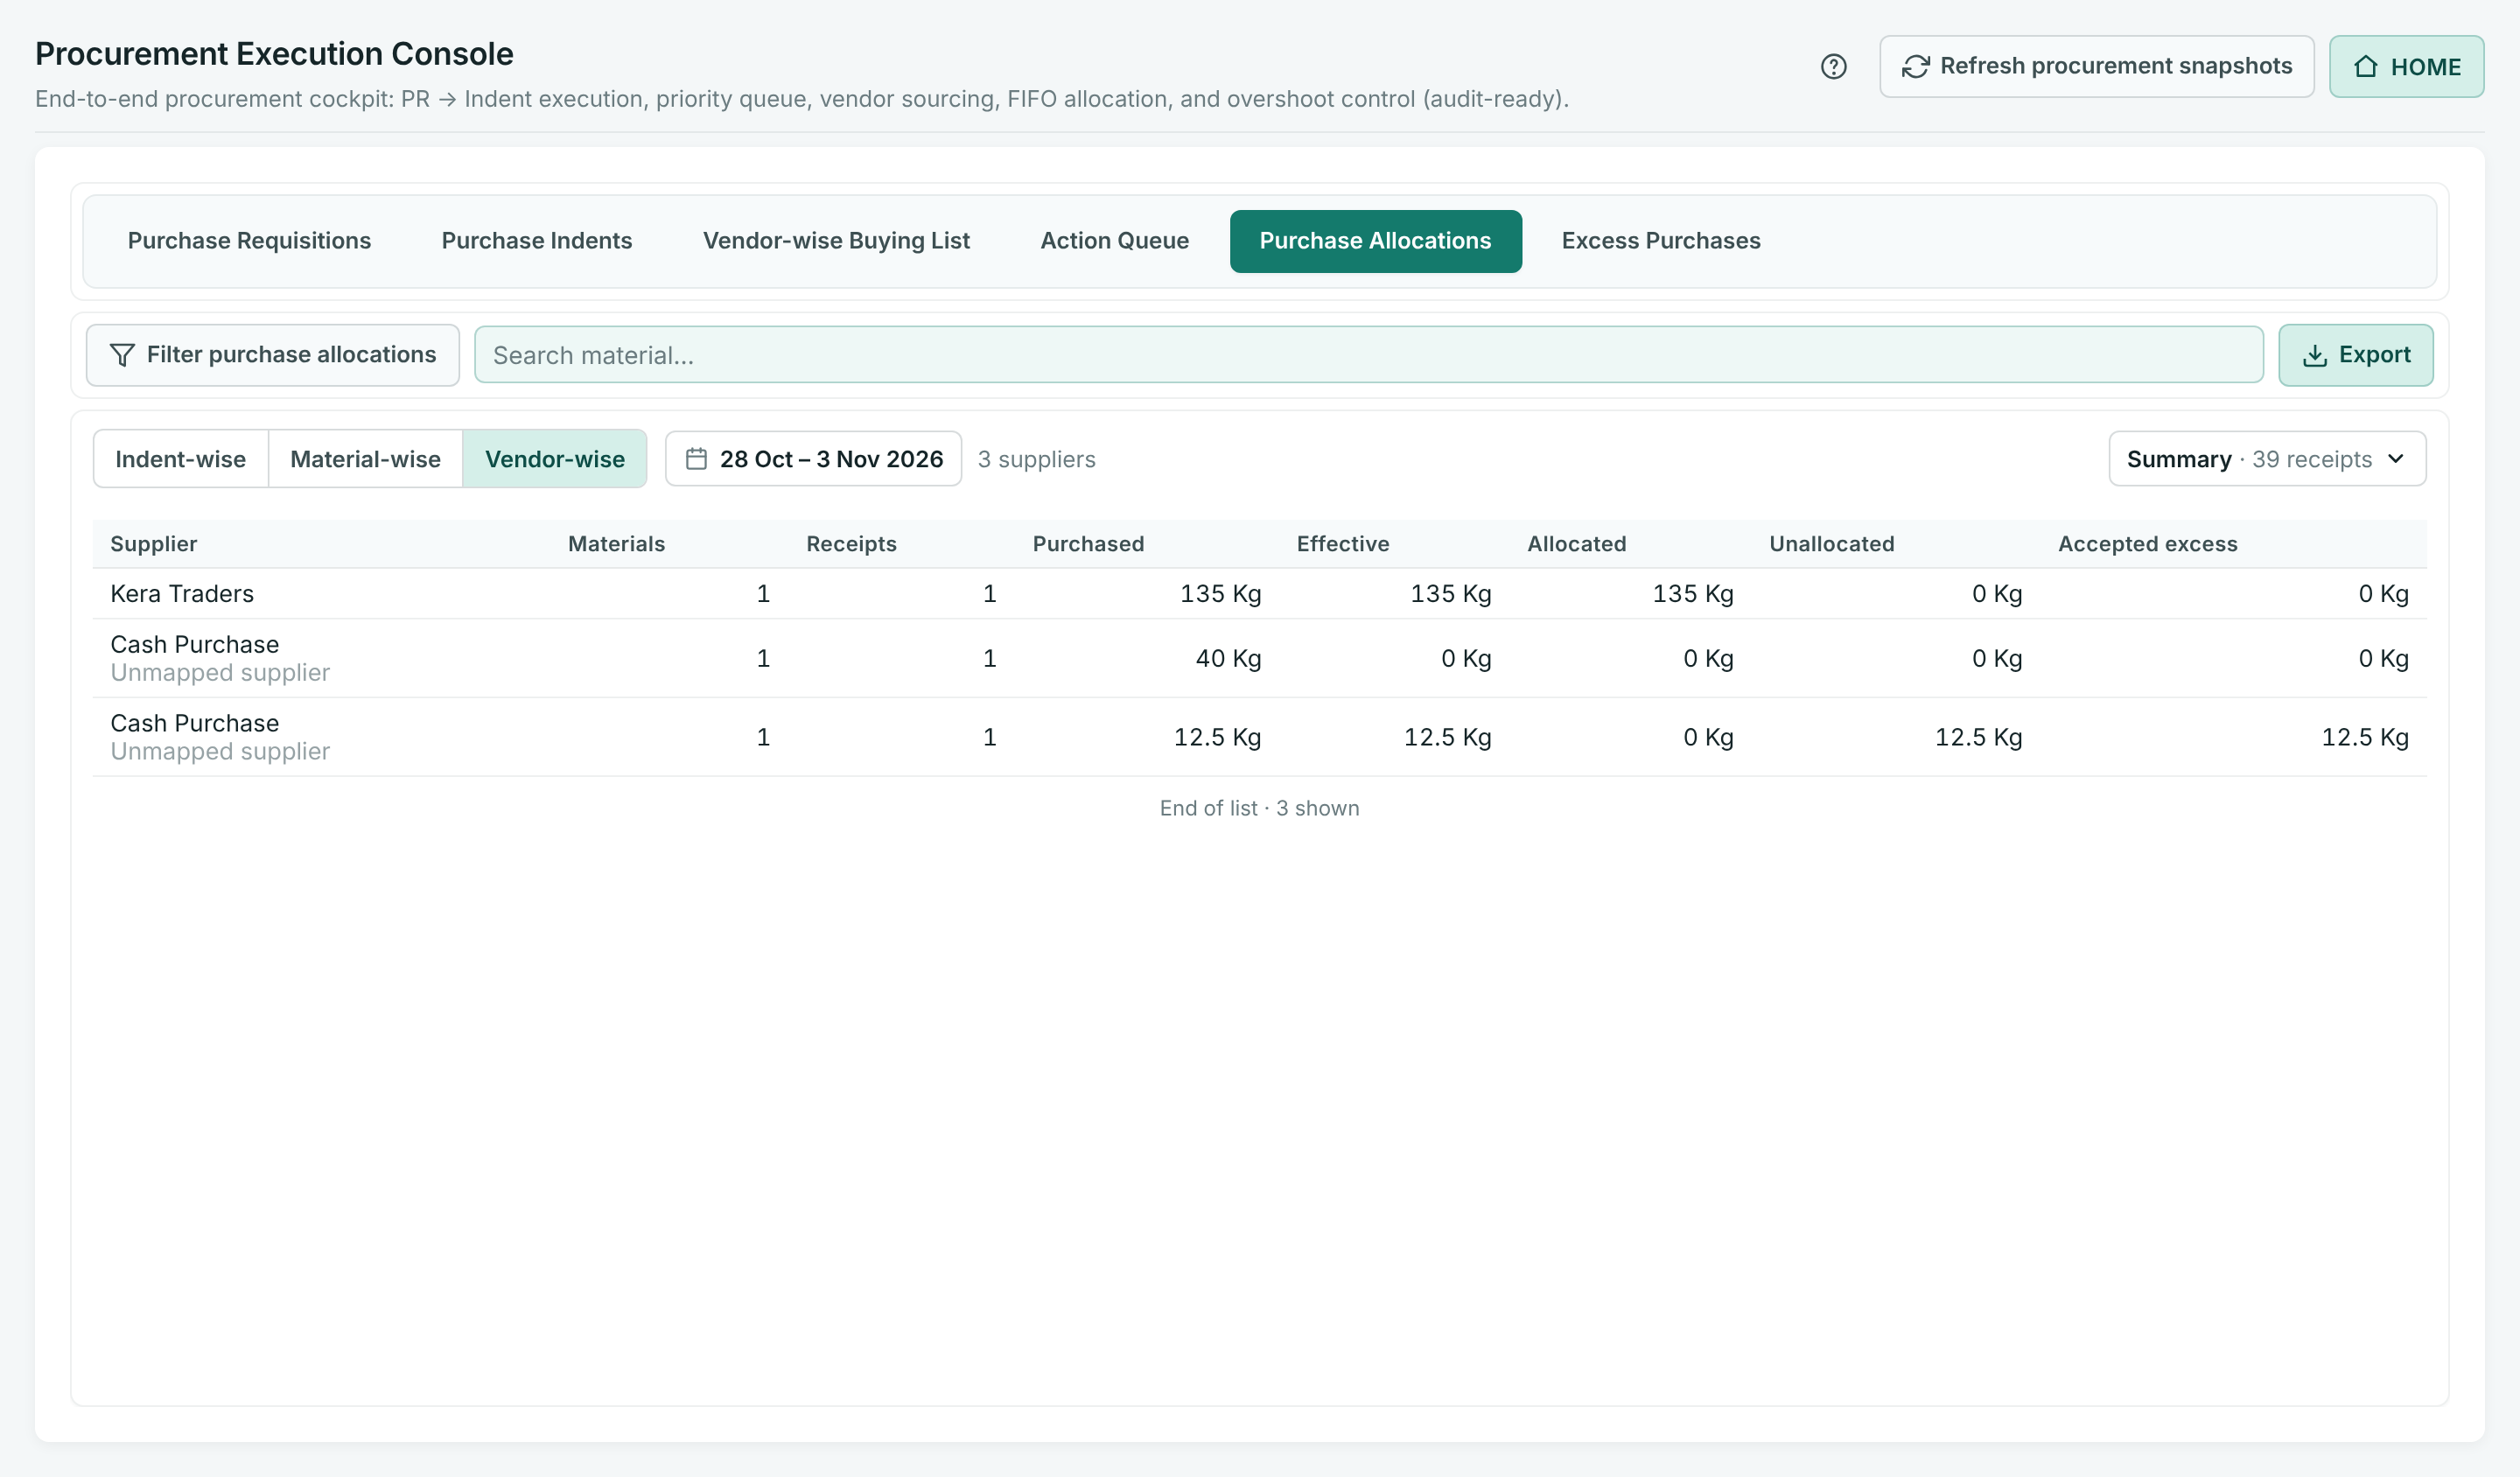 Procurement Execution Console
End-to-end procurement cockpit: PR → Indent execution, priority queue, vendor sourcing, FIFO allocation, and overshoot control (audit-ready).
Refresh procurement snapshots
HOME
Purchase Requisitions Purchase Indents Vendor-wise Buying List Action Queue Purchase Allocations Excess Purchases
Filter purchase allocations
Search material...
Export
Indent-wise Material-wise Vendor-wise 28 Oct – 3 Nov 2026 3 suppliers Summary · 39 receipts
Supplier Materials Receipts Purchased Effective Allocated Unallocated Accepted excess
Kera Traders 1 1 135 Kg 135 Kg 135 Kg 0 Kg 0 Kg
Cash Purchase
Unmapped supplier
1 1 40 Kg 0 Kg 0 Kg 0 Kg 0 Kg
Cash Purchase
Unmapped supplier
1 1 12.5 Kg 12.5 Kg 0 Kg 12.5 Kg 12.5 Kg
End of list · 3 shown